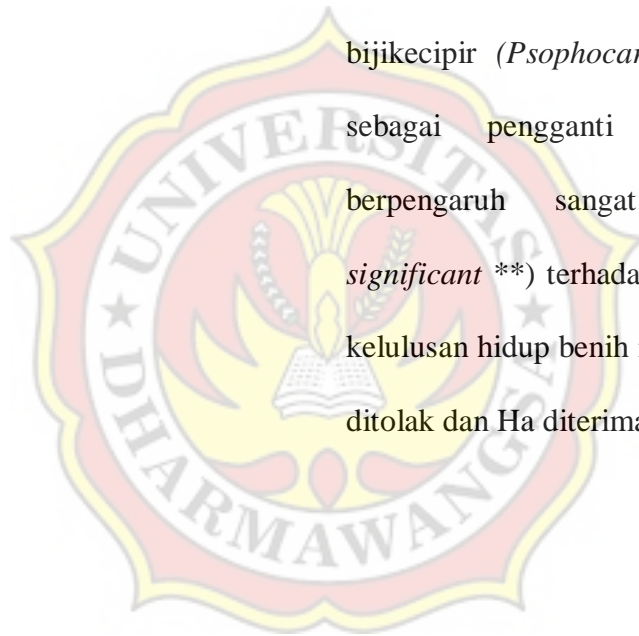 bijikecipir (Psophocar
sebagai pengganti
berpengaruh sangat
significant **) terhada
kelulusan hidup benih
ditolak dan Ha diterima
UNIVERSITAS
DHARMAWANGSA